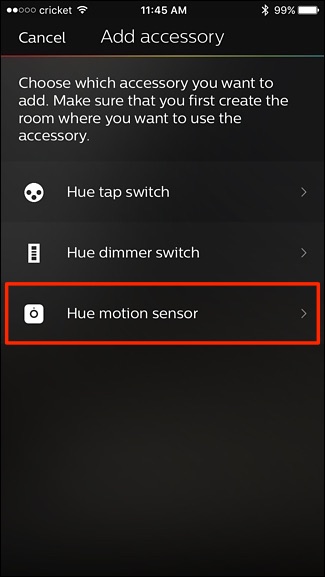 cricket 11:45 AM 99%
Cancel Add accessory
Choose which accessory you want to
add. Make sure that you first create the
room where you want to use the
accessory.
Hue tap switch
Hue dimmer switch
Hue motion sensor